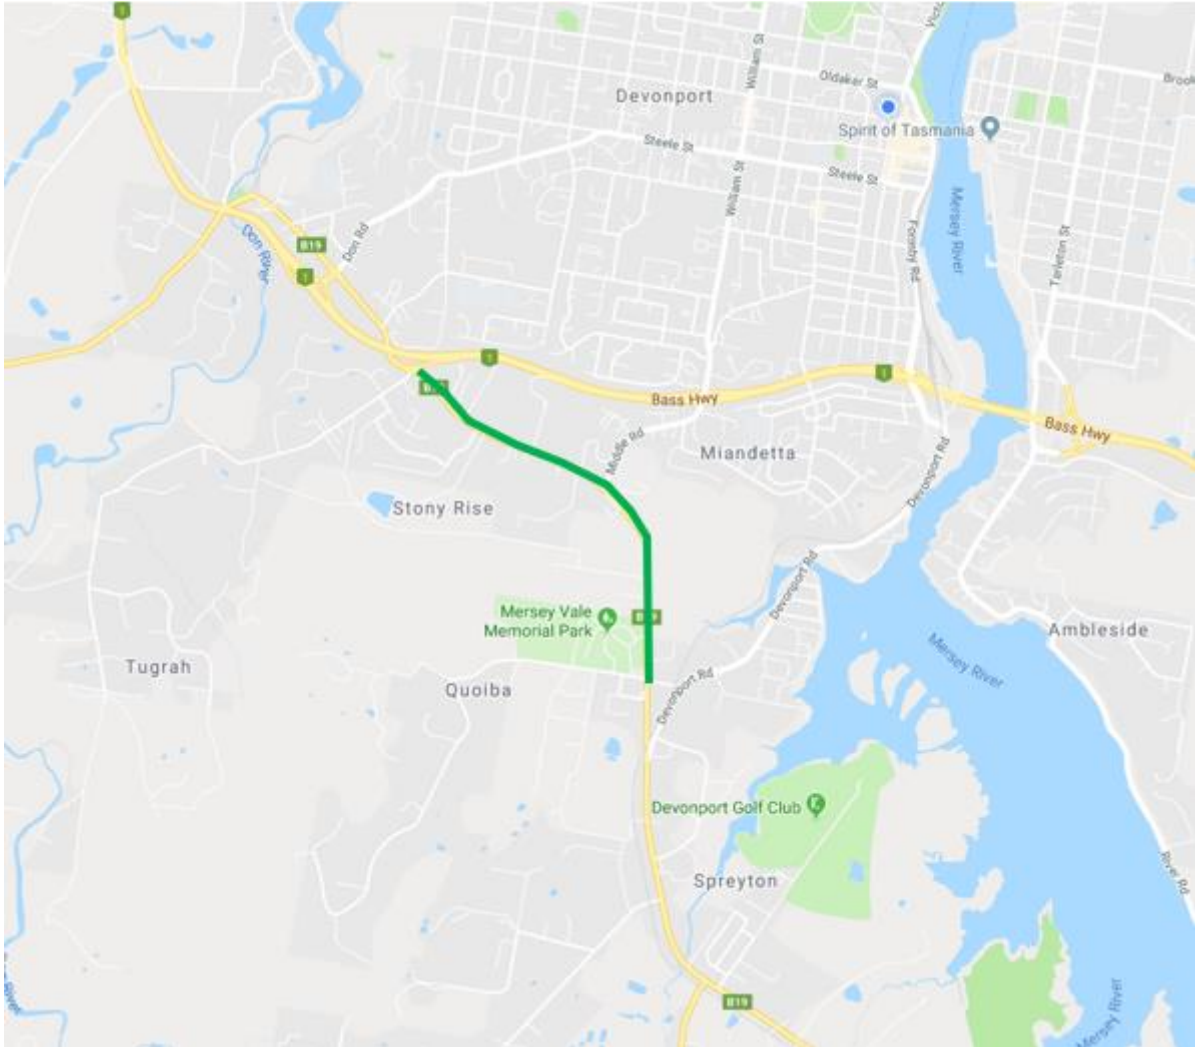 1
Victo
William St
Oldaker St
Brook
Devonport
Spirit of Tasmania
Steele St
Steele St
William St
Mersey River
Formby Rd
Tarleton St
Don Rd
Don River
B19
1
1
1
Bass Hwy
Bass Hwy
Middle Rd
Miandetta
Devonport Rd
Stony Rise
Devonport Rd
Mersey Vale
Memorial Park
Ambleside
Mersey River
Tugrah
Quoiba
Devonport Rd
Devonport Golf Club
Spreyton
River Rd
River
B19
Mersey River